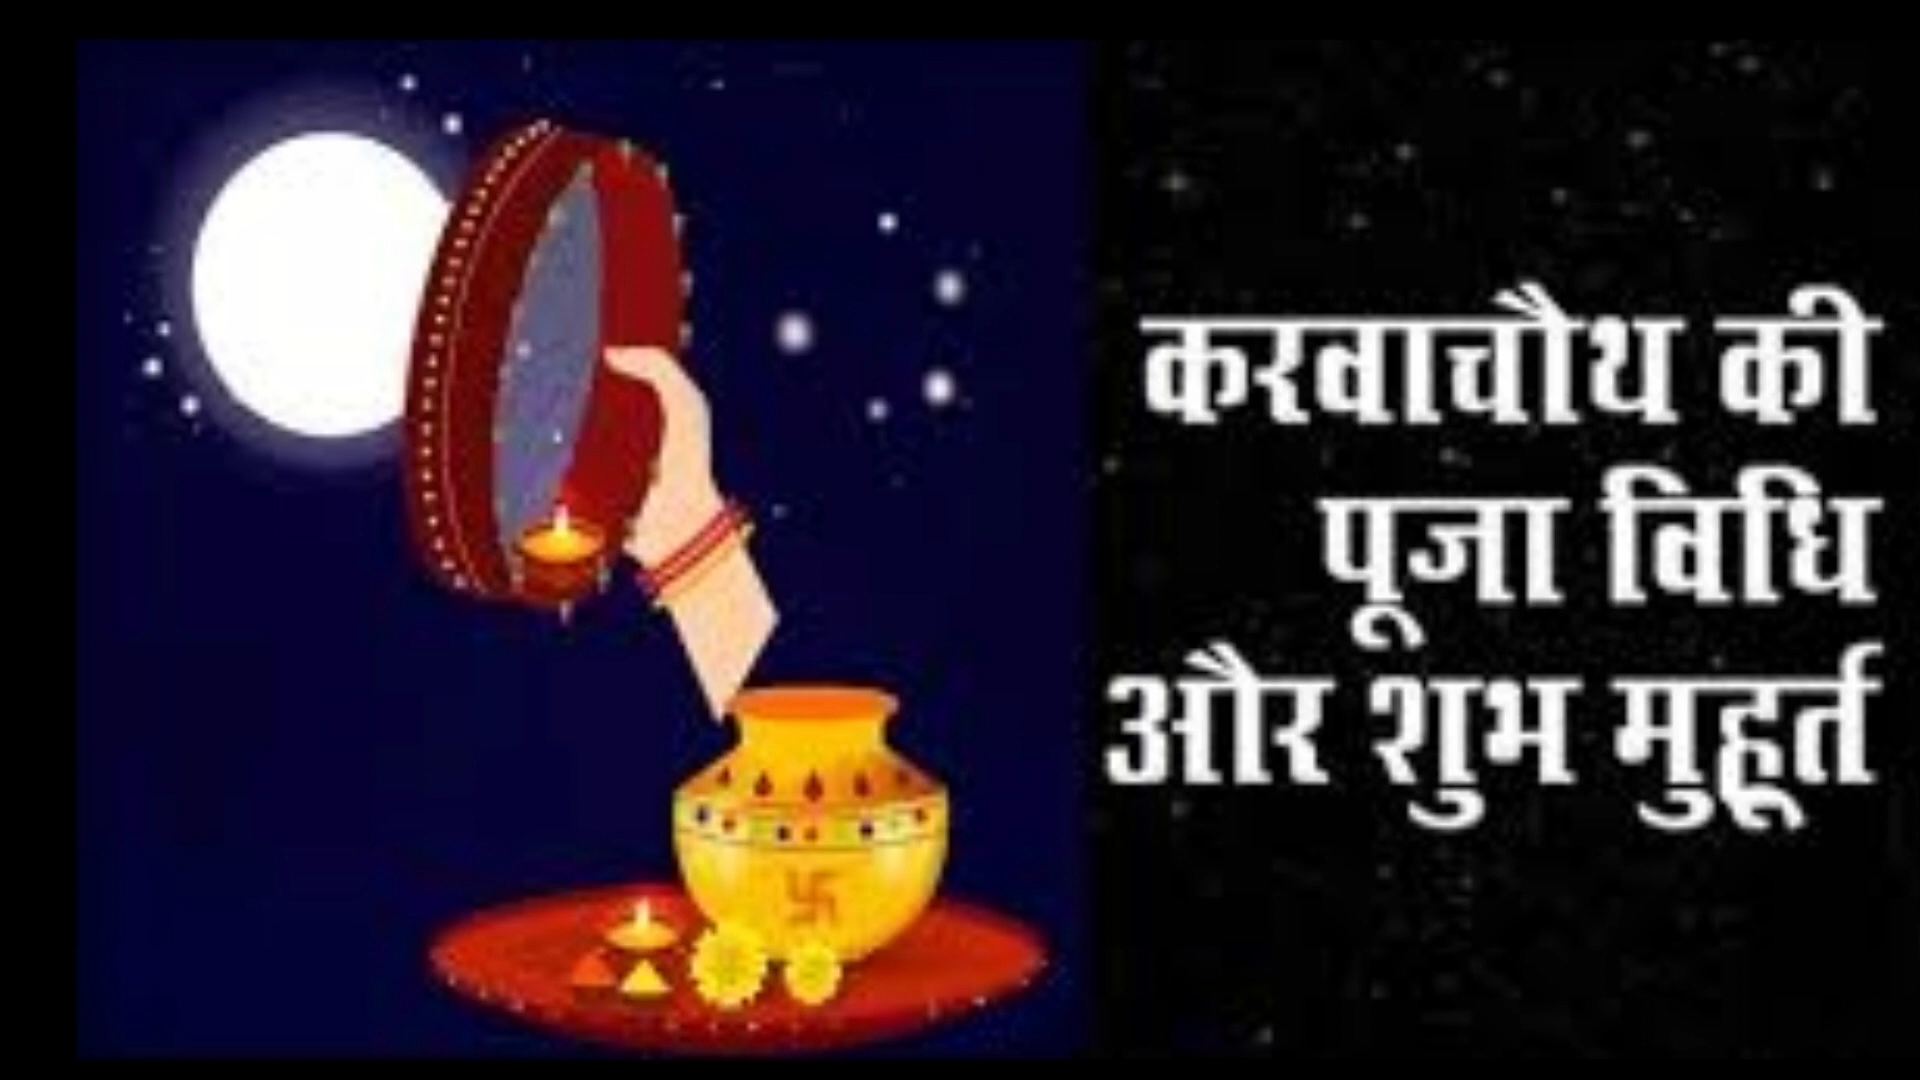 करवाचौथ की
पूजा विधि
और शुभ मुहूर्त